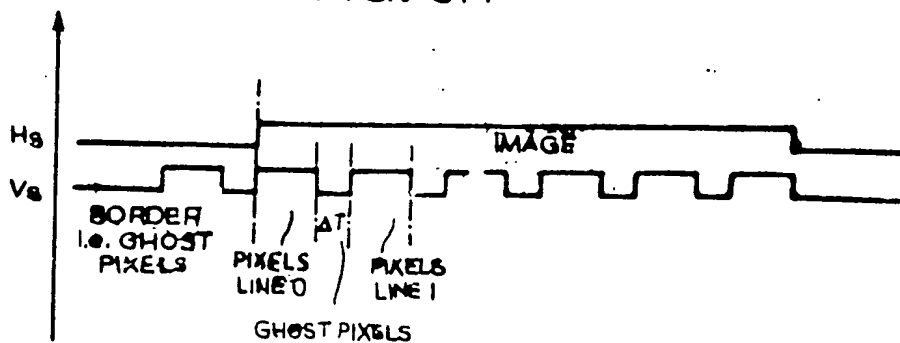 Hs
IMAGE
Vs
BORDER
i.e. GHOST
PIXELS
ΔT
PIXELS
LINE 0
PIXELS
LINE 1
GHOST PIXELS